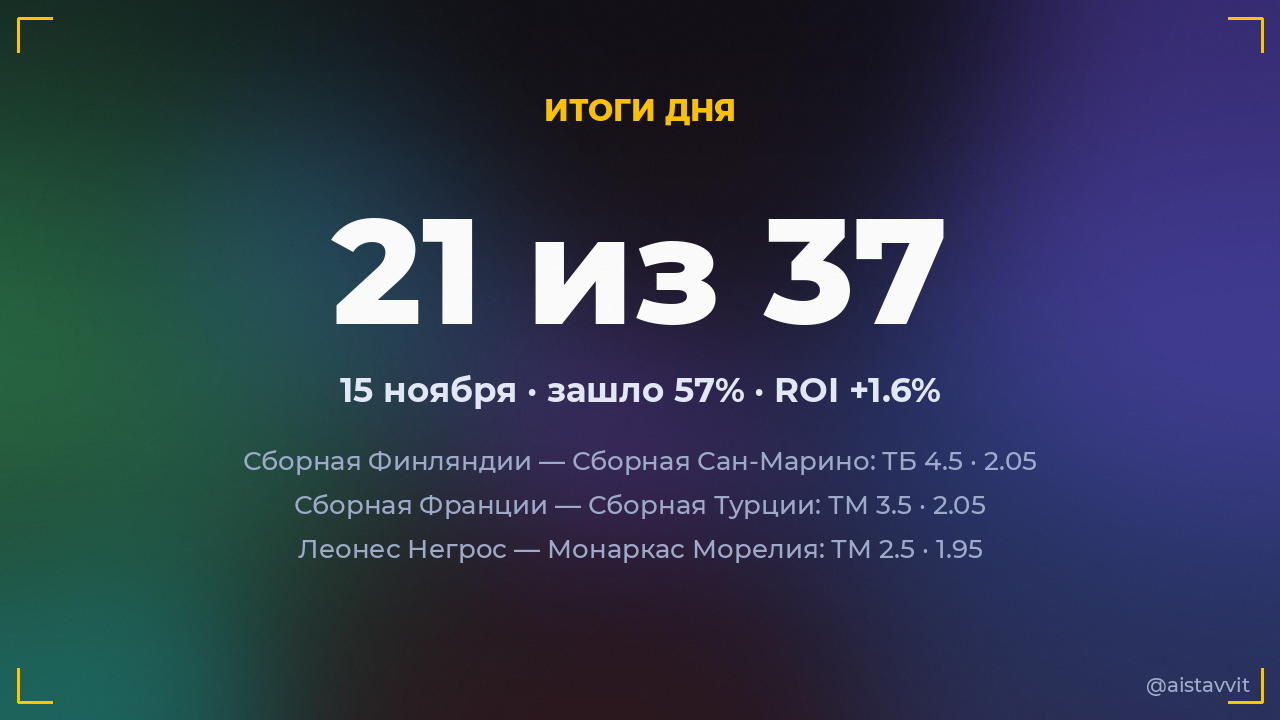 ИТОГИ ДНЯ
21 из 37
15 ноября · зашло 57% · ROI +1.6%
Сборная Финляндии — Сборная Сан-Марино: ТБ 4.5 · 2.05
Сборная Франции — Сборная Турции: ТМ 3.5 · 2.05
Леонес Негрос — Монаркас Морелия: ТМ 2.5 · 1.95
@aistavvit